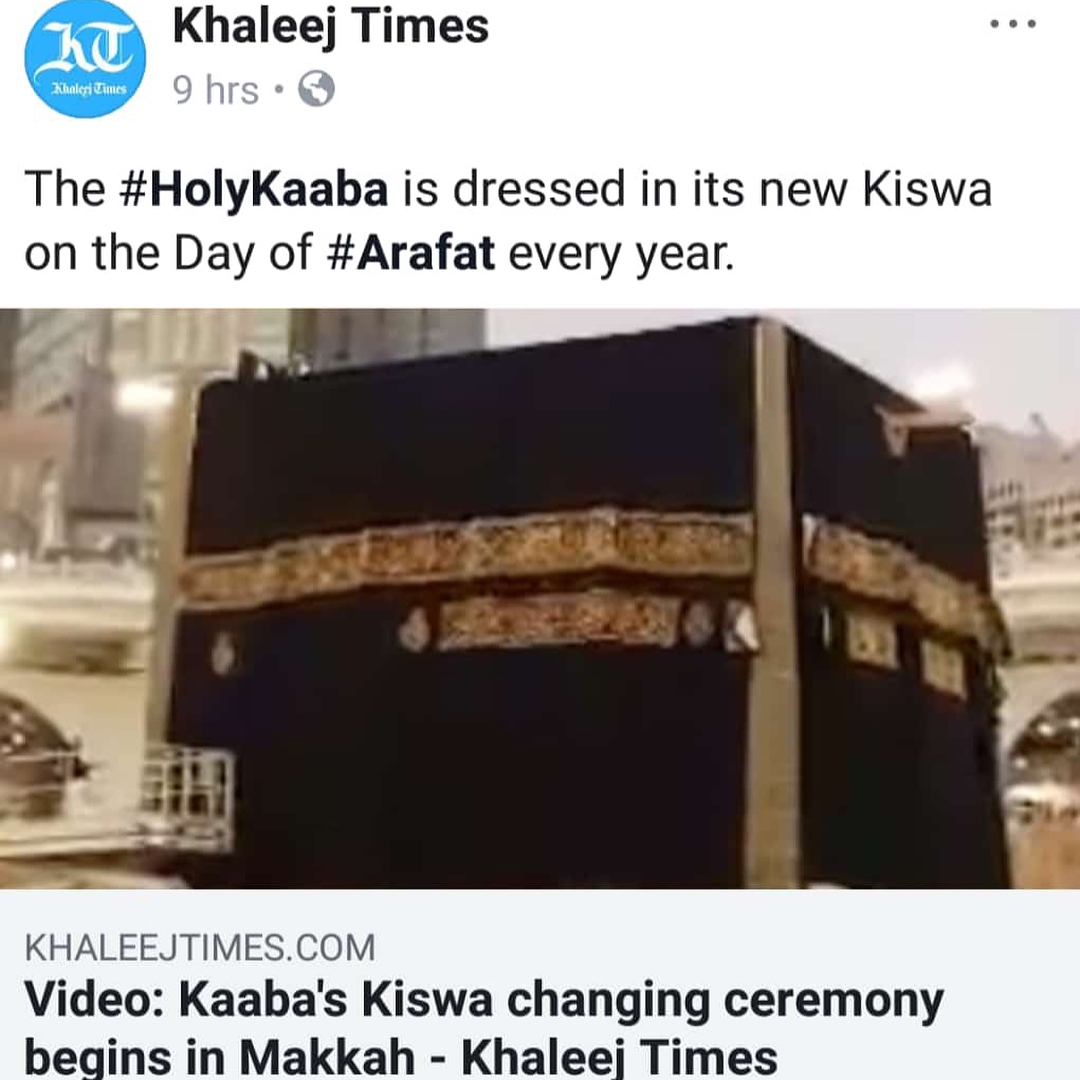 KT
Khaleej Times
Khaleej Times
9 hrs •
The #HolyKaaba is dressed in its new Kiswa
on the Day of #Arafat every year.
KHALEEJTIMES.COM
Video: Kaaba's Kiswa changing ceremony
begins in Makkah - Khaleej Times